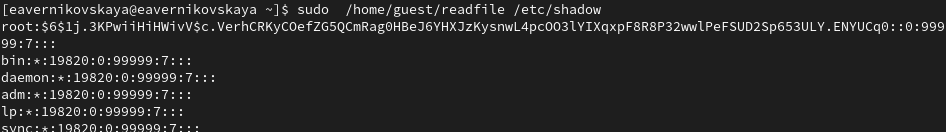 [eavernikovskaya@eavernikovskaya ~]$ sudo  /home/guest/readfile /etc/shadow
root:$6$1j.3KPwiiHiHWivV$c.VerhCRKyCOefZG5QCmRag0HBeJ6YHXJzKysnwL4pcOO3lYIXqxpF8R8P32wwlPeFSUD2Sp653ULY.ENYUCq0::0:999
99:7:::
bin:*:19820:0:99999:7:::
daemon:*:19820:0:99999:7:::
adm:*:19820:0:99999:7:::
lp:*:19820:0:99999:7:::
sync:*:19820:0:99999:7:::